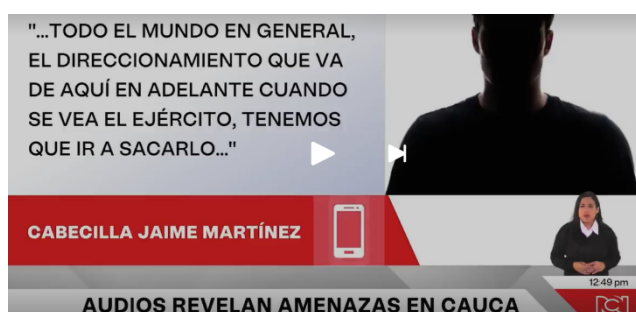 "...TODO EL MUNDO EN GENERAL,
EL DIRECCIONAMIENTO QUE VA
DE AQUÍ EN ADELANTE CUANDO
SE VEA EL EJÉRCITO, TENEMOS
QUE IR A SACARLO..."
CABECILLA JAIME MARTÍNEZ
12:49 pm
AUDIOS REVELAN AMENAZAS EN CAUCA
RCN